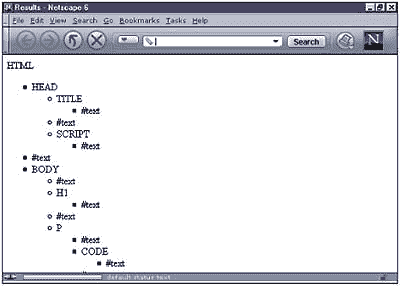 Results - Netscape 6
File Edit View Search Go Bookmarks Tasks Help
Search
N
HTML
HEAD
TITLE
#text
#text
SCRIPT
#text
#text
BODY
#text
H1
#text
#text
P
#text
CODE
#text
default status text